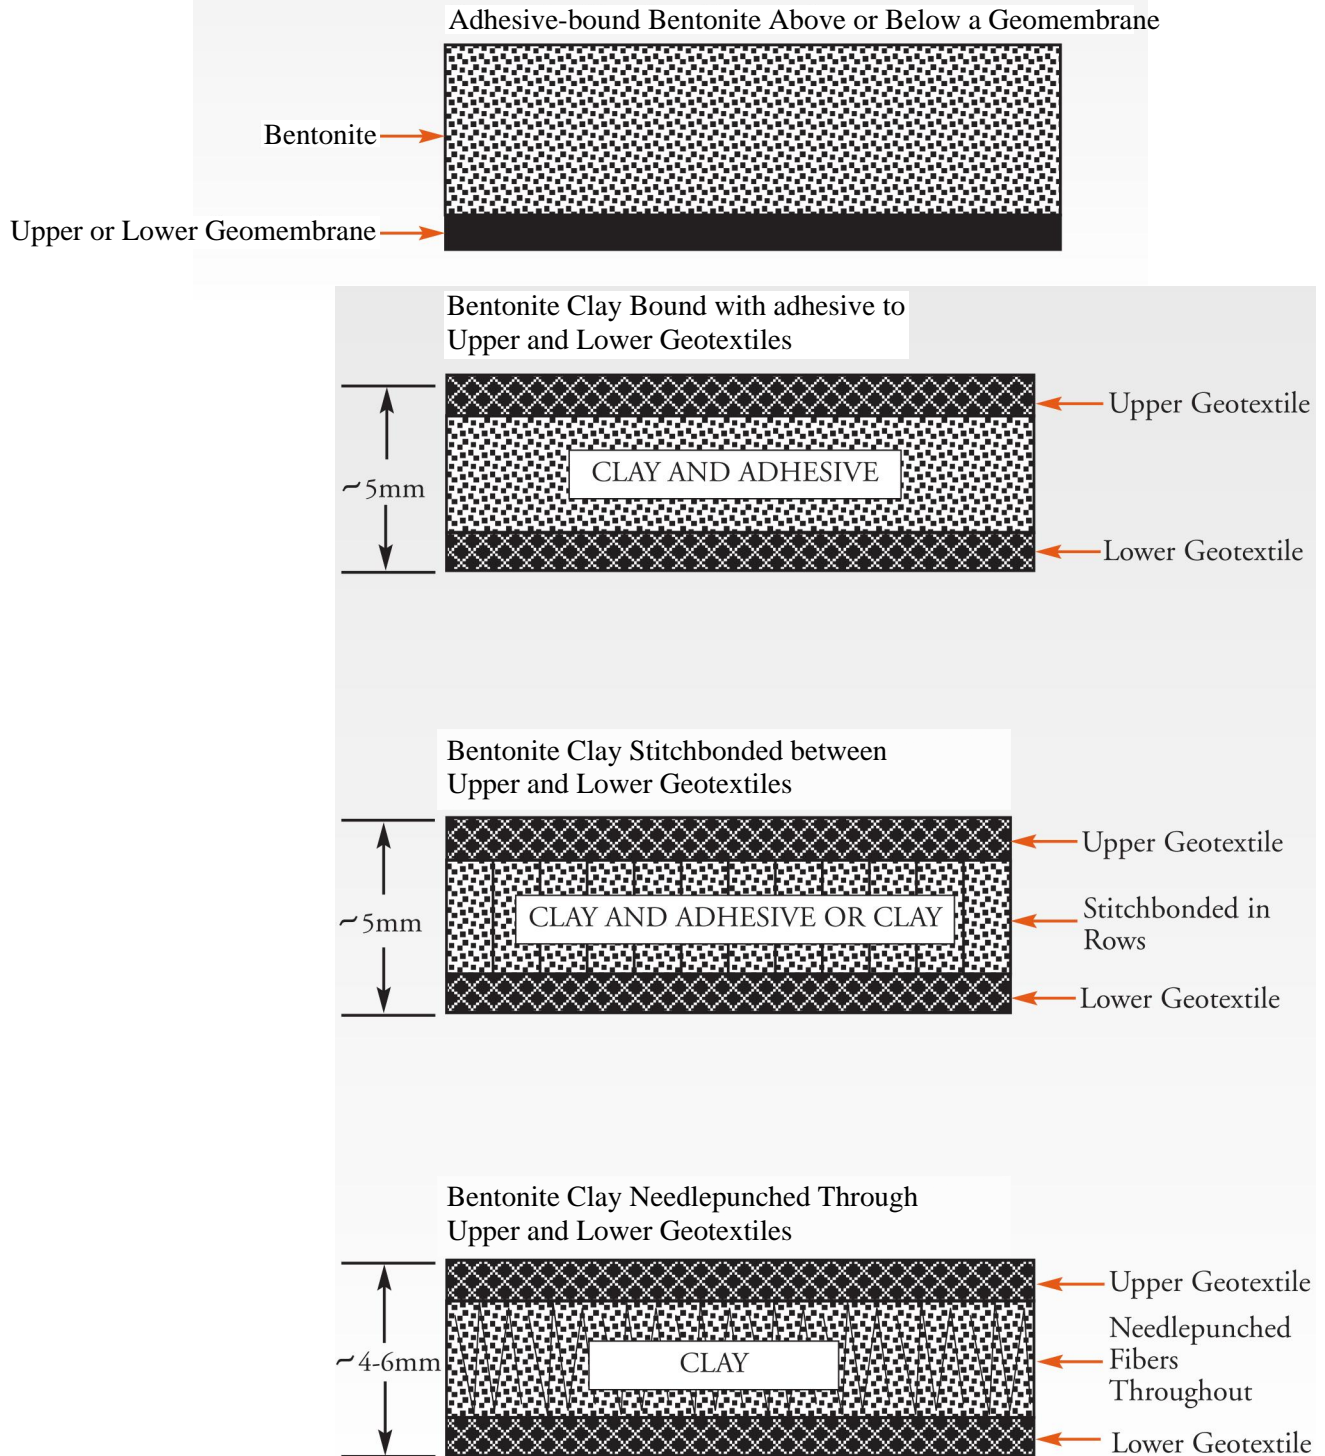 Adhesive-bound Bentonite Above or Below a Geomembrane
Bentonite
Upper or Lower Geomembrane
Bentonite Clay Bound with adhesive to
Upper and Lower Geotextiles
Upper Geotextile
CLAY AND ADHESIVE
~5mm
Lower Geotextile
Bentonite Clay Stitchbonded between
Upper and Lower Geotextiles
Upper Geotextile
~5mm
CLAY AND ADHESIVE OR CLAY
Stitchbonded in
Rows
Lower Geotextile
Bentonite Clay Needlepunched Through
Upper and Lower Geotextiles
Upper Geotextile
~4-6mm
CLAY
Needlepunched
Fibers
Throughout
Lower Geotextile